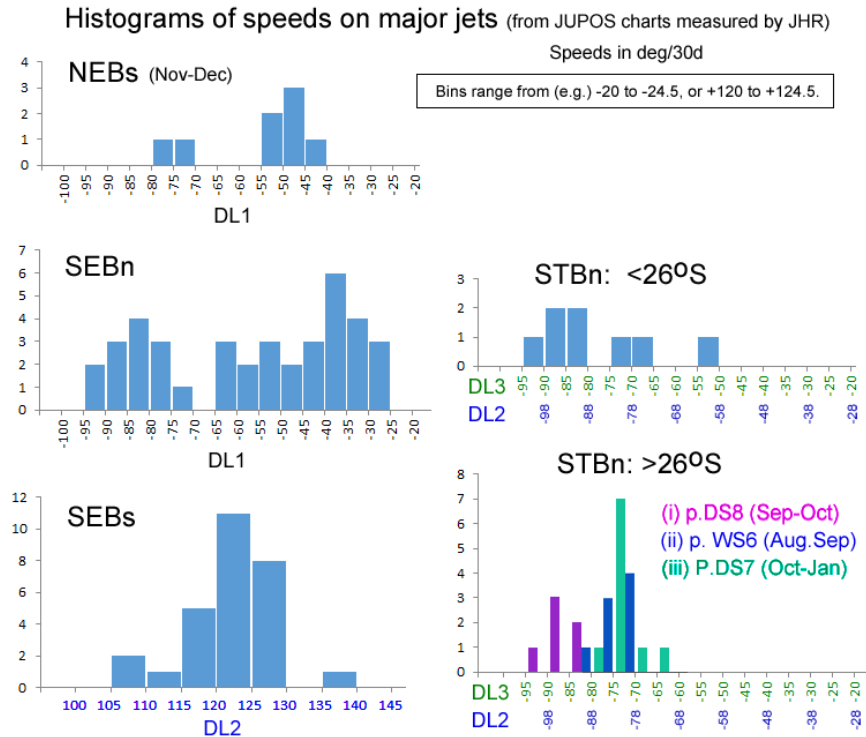 Histograms of speeds on major jets (from JUPOS charts measured by JHR)
Speeds in deg/30d
Bins range from (e.g.) -20 to -24.5, or +120 to +124.5.
NEBs (Nov-Dec)
4
3
2
1
0
-100 -95 -90 -85 -80 -75 -70 -65 -60 -55 -50 -45 -40 -35 -30 -25 -20
DL1
SEBn
7
6
5
4
3
2
1
0
-100 -95 -90 -85 -80 -75 -70 -65 -60 -55 -50 -45 -40 -35 -30 -25 -20
DL1
STBn: <26ºS
3
2
1
0
DL3 -95 -90 -85 -80 -75 -70 -65 -60 -55 -50 -45 -40 -35 -30 -25 -20
DL2 -98 -88 -78 -68 -58 -48 -38 -28
SEBs
12
10
8
6
4
2
0
100 105 110 115 120 125 130 135 140 145
DL2
STBn: >26ºS
8
7
6
5
4
3
2
1
0
(i) p.DS8 (Sep-Oct)
(ii) p. WS6 (Aug.Sep)
(iii) P.DS7 (Oct-Jan)
DL3 -95 -90 -85 -80 -75 -70 -65 -60 -55 -50 -45 -40 -35 -30 -25 -20
DL2 -98 -88 -78 -68 -58 -48 -38 -28